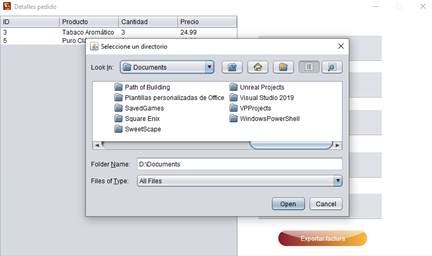 Detalles pedido
ID Producto Cantidad Precio
3 Tabaco Aromático 3 24.99
5 Puro Cl
Seleccione un directorio
Look In: Documents
Path of Building Unreal Projects
Plantillas personalizadas de Office Visual Studio 2019
SavedGames VPProjects
Square Enix WindowsPowerShell
SweetScape
Folder Name: D:\Documents
Files of Type: All Files
Open Cancel
Exportar factura